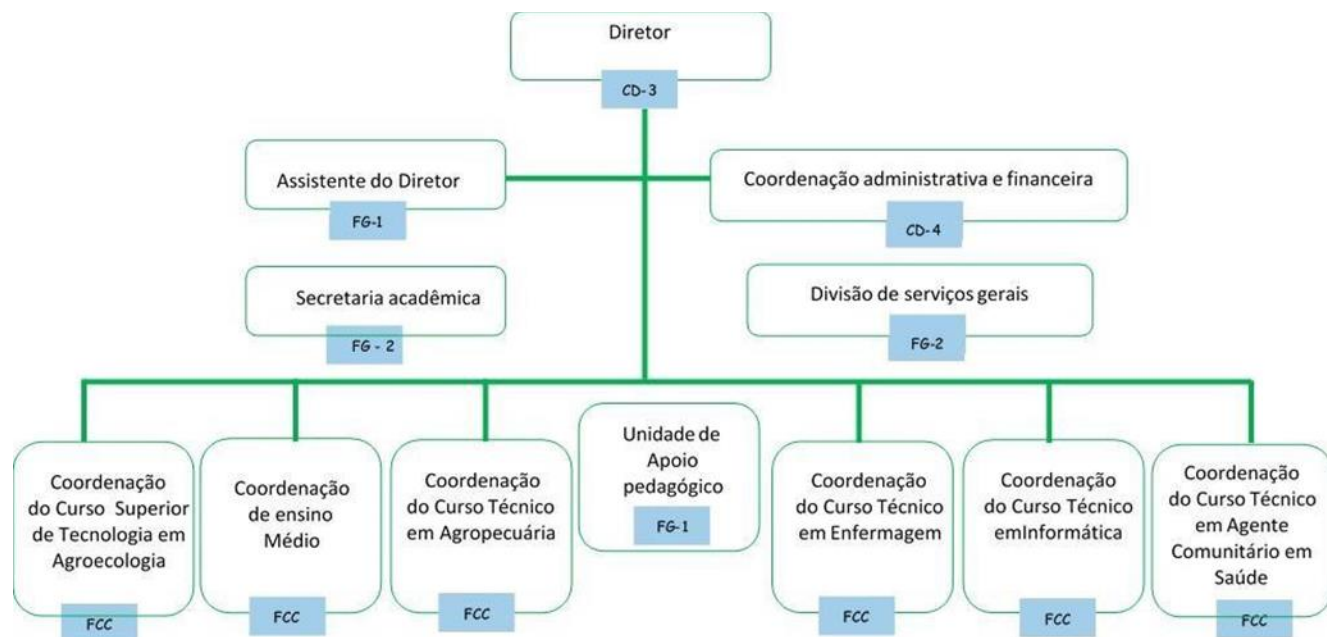 Diretor
CD-3
Assistente do Diretor
FG-1
Coordenação administrativa e financeira
CD-4
Secretaria acadêmica
FG - 2
Divisão de serviços gerais
FG-2
Coordenação
do Curso Superior
de Tecnologia em
Agroecologia
FCC
Coordenação
de ensino
Médio
FCC
Coordenação
do Curso Técnico
em Agropecuária
FCC
Unidade de
Apoio
pedagógico
FG-1
Coordenação
do Curso Técnico
em Enfermagem
FCC
Coordenação
do Curso Técnico
emInformática
FCC
Coordenação
do Curso Técnico
em Agente
Comunitário em
Saúde
FCC